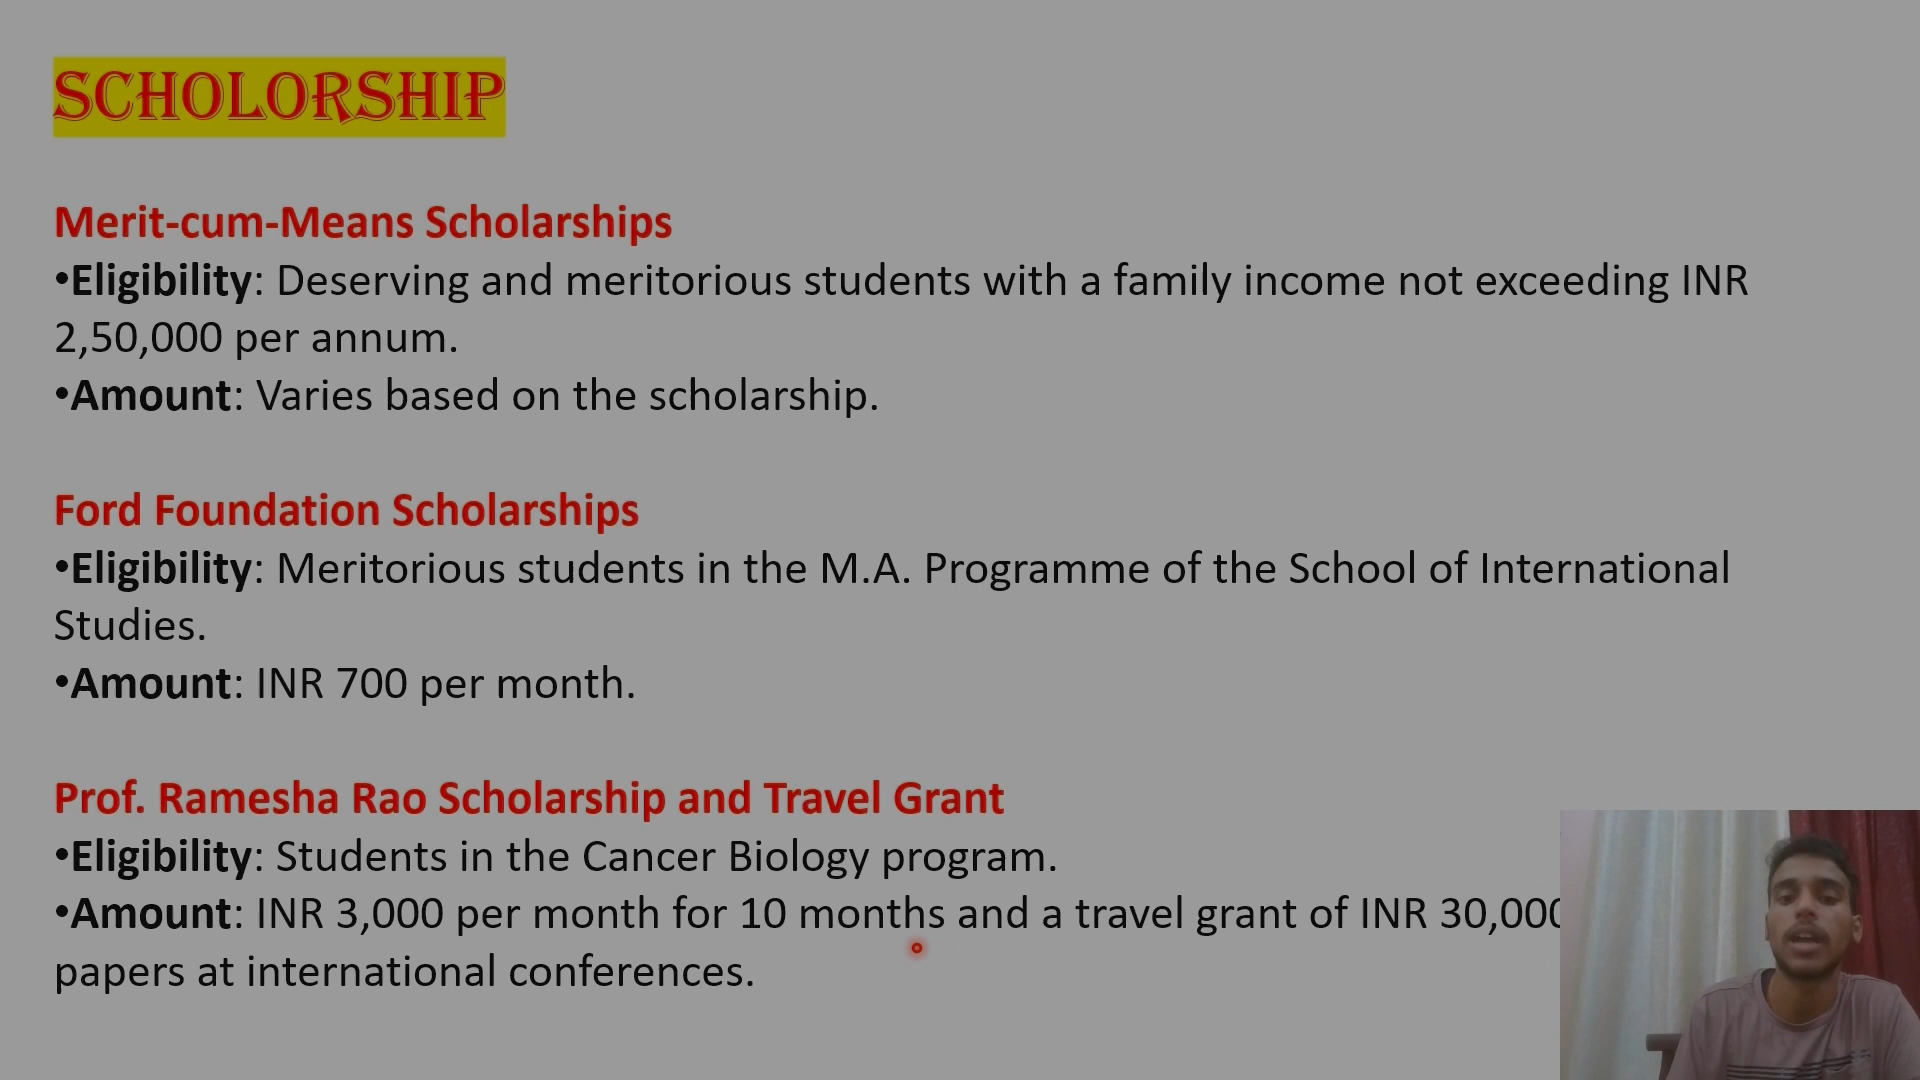 SCHOLORSHIP
Merit-cum-Means Scholarships
•Eligibility: Deserving and meritorious students with a family income not exceeding INR
2,50,000 per annum.
•Amount: Varies based on the scholarship.
Ford Foundation Scholarships
•Eligibility: Meritorious students in the M.A. Programme of the School of International
Studies.
•Amount: INR 700 per month.
Prof. Ramesha Rao Scholarship and Travel Grant
•Eligibility: Students in the Cancer Biology program.
•Amount: INR 3,000 per month for 10 months and a travel grant of INR 30,000
papers at international conferences.